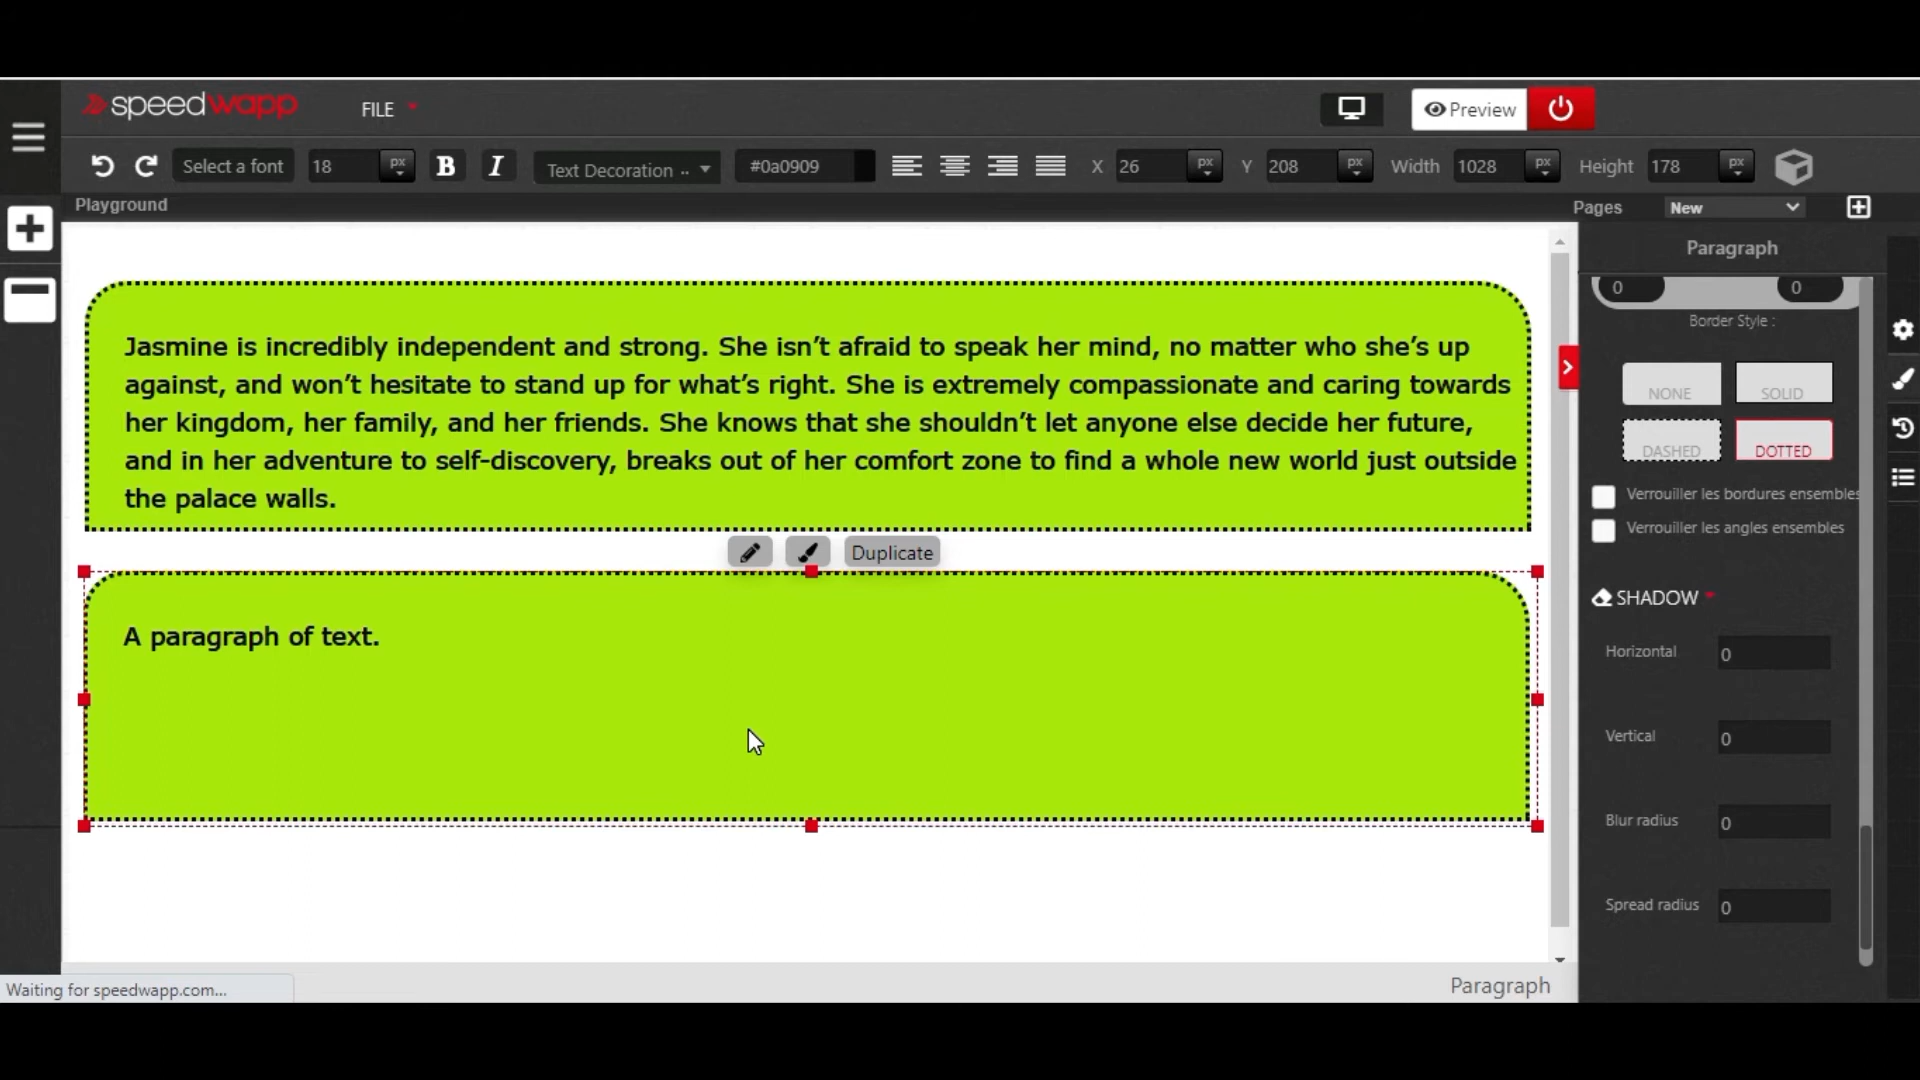 speedwapp
FILE
Preview
Select a font
18
px
B
I
Text Decoration ..
#0a0909
X
26
px
Y
208
px
Width
1028
px
Height
178
px
Playground
Pages
New
Paragraph
0
0
Border Style :
NONE
SOLID
DASHED
DOTTED
Verrouiller les bordures ensembles
Verrouiller les angles ensembles
SHADOW
Horizontal
0
Vertical
0
Blur radius
0
Spread radius
0
Jasmine is incredibly independent and strong. She isn’t afraid to speak her mind, no matter who she’s up
against, and won’t hesitate to stand up for what’s right. She is extremely compassionate and caring towards
her kingdom, her family, and her friends. She knows that she shouldn’t let anyone else decide her future,
and in her adventure to self-discovery, breaks out of her comfort zone to find a whole new world just outside
the palace walls.
Duplicate
A paragraph of text.
Waiting for speedwapp.com...
Paragraph